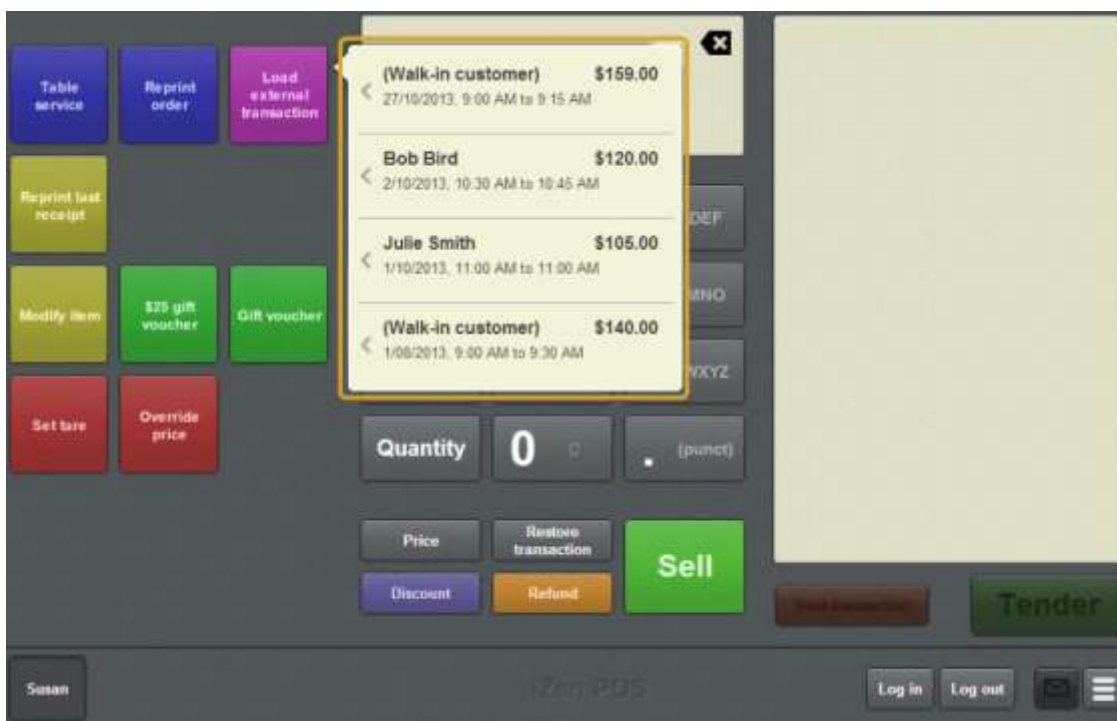 Table
service
Reprint
order
Load
external
transaction
Reprint last
receipt
Modify item
$25 gift
voucher
Gift voucher
Set tare
Override
price
(Walk-in customer) $159.00
27/10/2013, 9:00 AM to 9:15 AM
Bob Bird $120.00
2/10/2013, 10:30 AM to 10:45 AM
Julie Smith $105.00
1/10/2013, 11:00 AM to 11:00 AM
(Walk-in customer) $140.00
1/08/2013, 9:00 AM to 9:30 AM
DEF
MNO
WXYZ
Quantity
0
. (punct)
Price
Restore
transaction
Sell
Discount
Refund
Tender
Susan
Zen POS
Log in
Log out